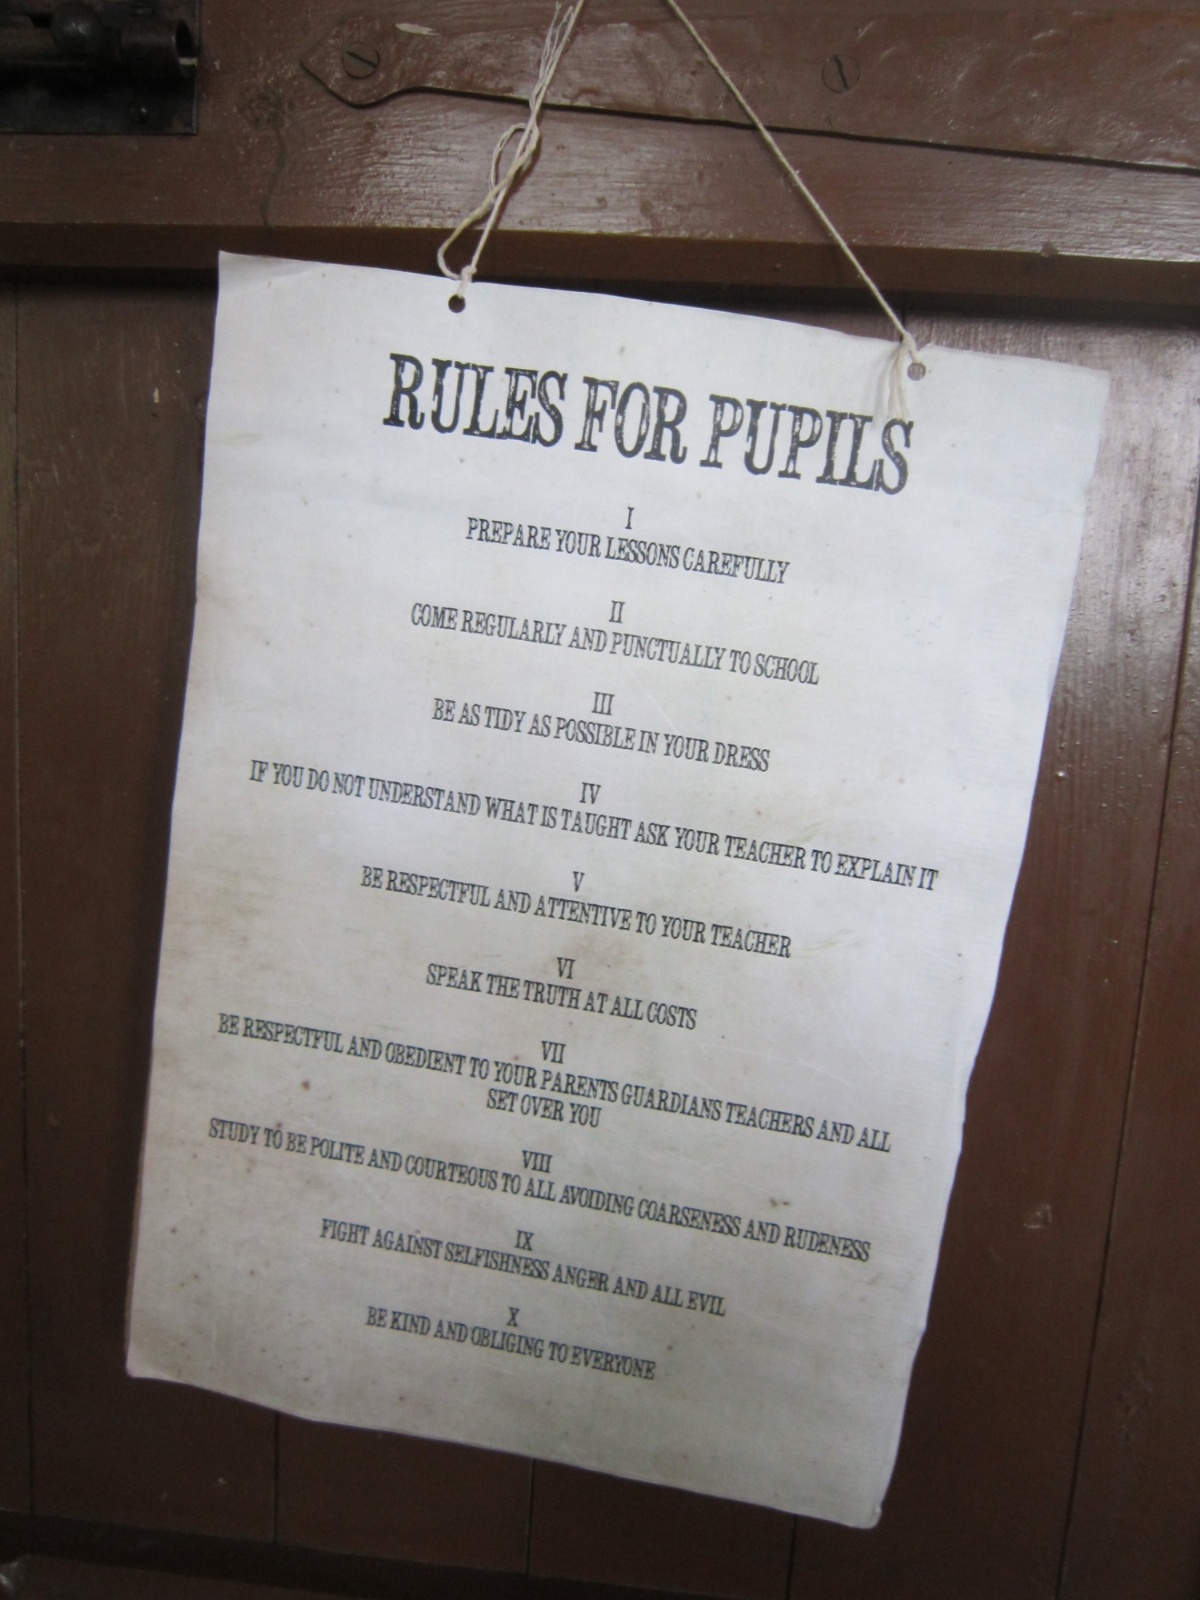 RULES FOR PUPILS
I
PREPARE YOUR LESSONS CAREFULLY
II
COME REGULARLY AND PUNCTUALLY TO SCHOOL
III
BE AS TIDY AS POSSIBLE IN YOUR DRESS
IV
IF YOU DO NOT UNDERSTAND WHAT IS TAUGHT ASK YOUR TEACHER TO EXPLAIN IT
V
BE RESPECTFUL AND ATTENTIVE TO YOUR TEACHER
VI
SPEAK THE TRUTH AT ALL COSTS
VII
BE RESPECTFUL AND OBEDIENT TO YOUR PARENTS GUARDIANS TEACHERS AND ALL
SET OVER YOU
VIII
STUDY TO BE POLITE AND COURTEOUS TO ALL AVOIDING COARSENESS AND RUDENESS
IX
FIGHT AGAINST SELFISHNESS ANGER AND ALL EVIL
X
BE KIND AND OBLIGING TO EVERYONE